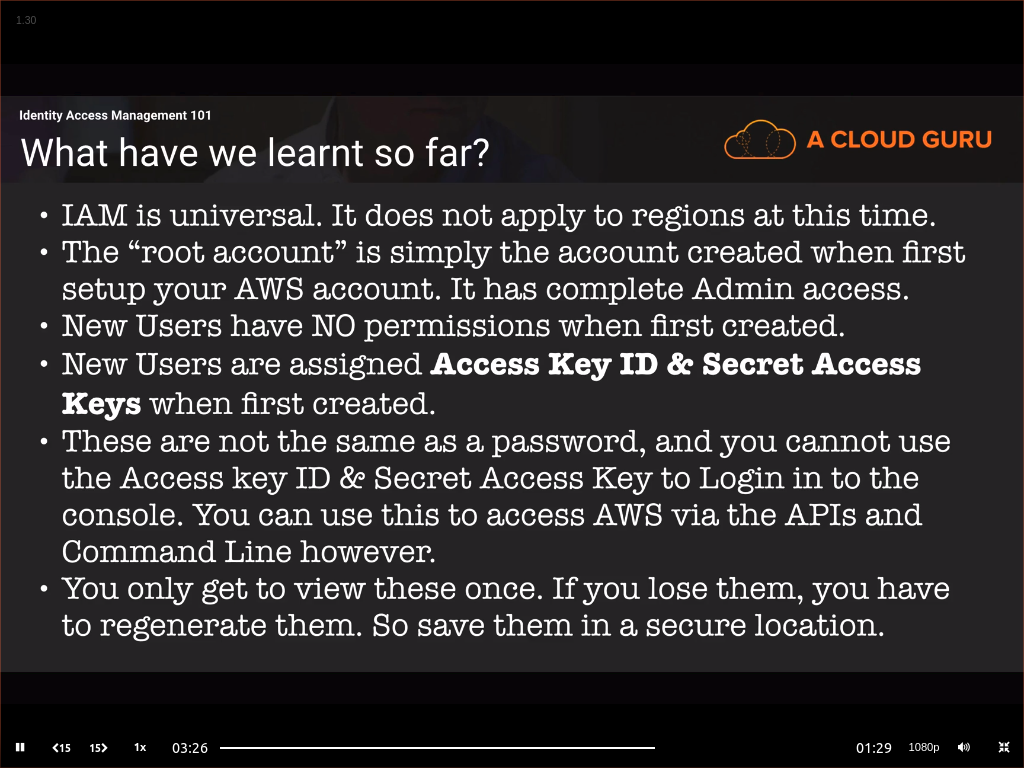 1.30
Identity Access Management 101
What have we learnt so far?
A CLOUD GURU
• IAM is universal. It does not apply to regions at this time.
• The “root account” is simply the account created when first
setup your AWS account. It has complete Admin access.
• New Users have NO permissions when first created.
• New Users are assigned Access Key ID & Secret Access
Keys when first created.
• These are not the same as a password, and you cannot use
the Access key ID & Secret Access Key to Login in to the
console. You can use this to access AWS via the APIs and
Command Line however.
• You only get to view these once. If you lose them, you have
to regenerate them. So save them in a secure location.
15 15 1x 03:26 01:29 1080p